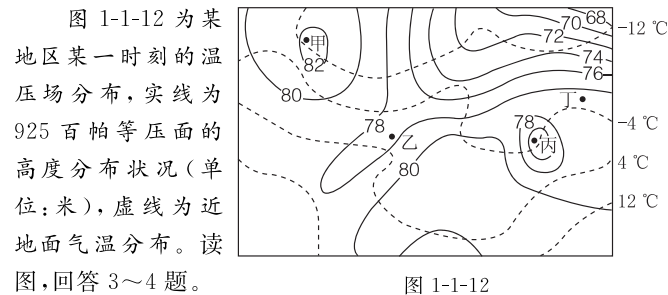 图 1-1-12 为某
地区某一时刻的温
压场分布,实线为
925 百帕等压面的
高度分布状况(单
位:米),虚线为近
地面气温分布。读
图,回答 3～4 题。
甲
82
80
78
乙
80
70
68
72
74
76
丁
78
丙
-12 ℃
-4 ℃
4 ℃
12 ℃
图 1-1-12